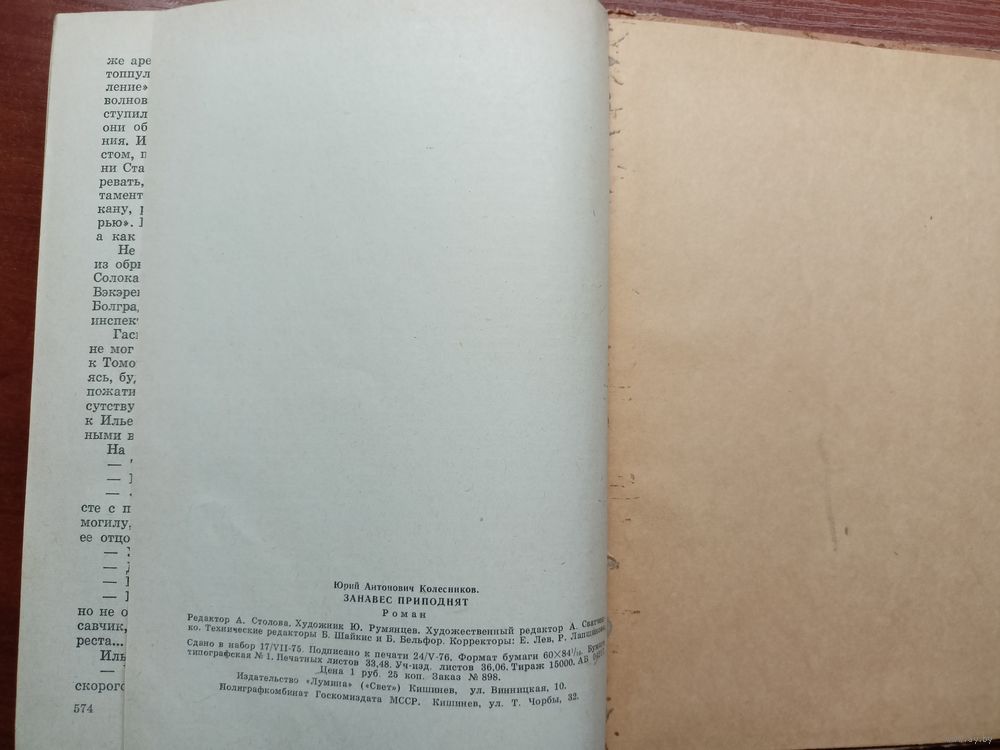 же аре
топпул
ление»
волнов
ступил
они об
ния. И
стом,
ни Ста
ревать,
тамент
кану,
рью».
а как
Не
из обры
Солока
Вэкэре
Болгра,
инспек
Гас
не мог
к Томо
ясь, бу
пожати
сутству
к Илье
ными в
На
—
—
—
сте с п
могилу,
ее отцо
—
—
—
—
но не о
савчик,
реста...
Иль
—
скорого
574
Юрий Антонович Колесников.
ЗАНАВЕС ПРИПОДНЯТ
Роман
Редактор А. Столова. Художник Ю. Румянцев. Художественный редактор А.
ко. Технические редакторы Б. Шайкис и Б. Вельфор. Корректоры: Е. Лев, Р.
Сдано в набор 17/VII-75. Подписано к печати 24/V-76. Формат бумаги 60×84 1/16.
типографская № 1. Печатных листов 33,48. Уч-изд. листов 36,06. Тираж 15000. АБ
Цена 1 руб. 25 коп. Заказ № 898.
Издательство «Лумина» («Свет») Кишинев, ул. Винницкая, 10.
Полиграфкомбинат Госкомиздата МССР. Кишинев, ул. Т. Чорбы, 32.